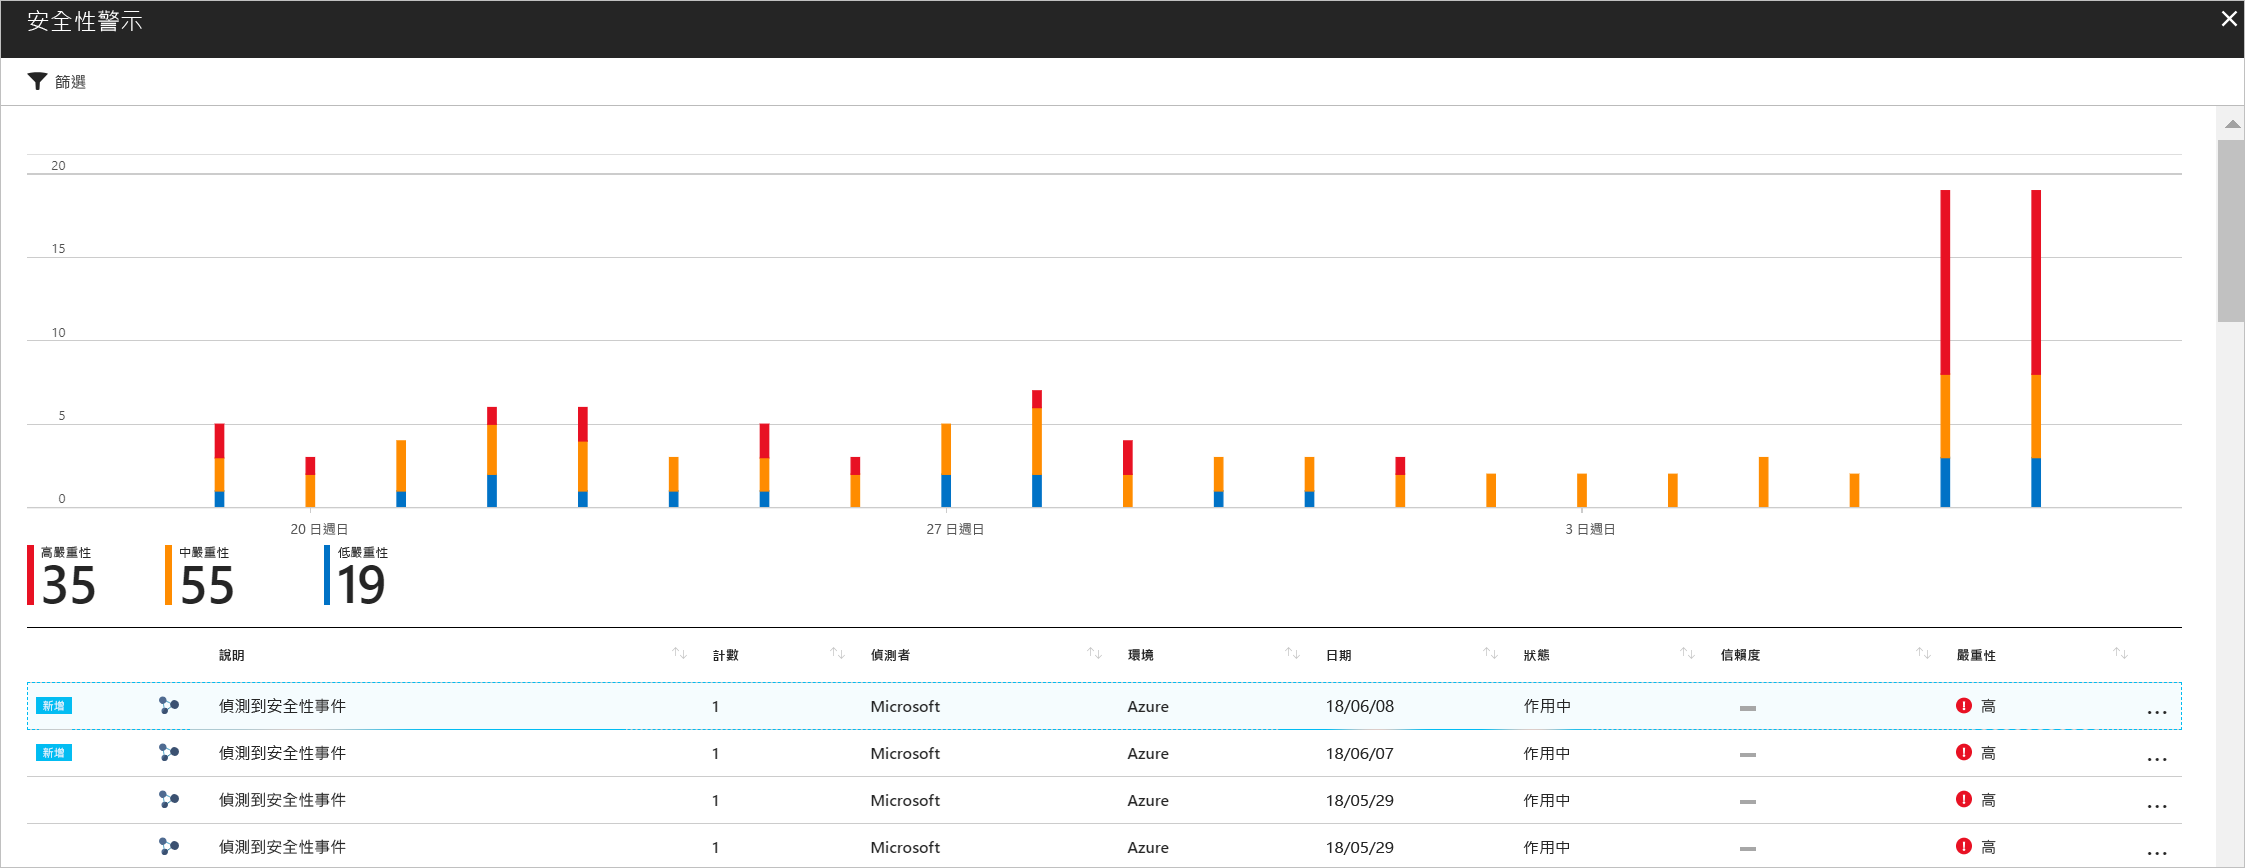 安全性警示
篩選
20
15
10
5
0
20 日週日 27 日週日 3 日週日
高嚴重性 中嚴重性 低嚴重性
35 55 19
說明 計數 偵測者 環境 日期 狀態 信賴度 嚴重性
新增 偵測到安全性事件 1 Microsoft Azure 18/06/08 作用中 高 ...
新增 偵測到安全性事件 1 Microsoft Azure 18/06/07 作用中 高 ...
偵測到安全性事件 1 Microsoft Azure 18/05/29 作用中 高 ...
偵測到安全性事件 1 Microsoft Azure 18/05/29 作用中 高 ...